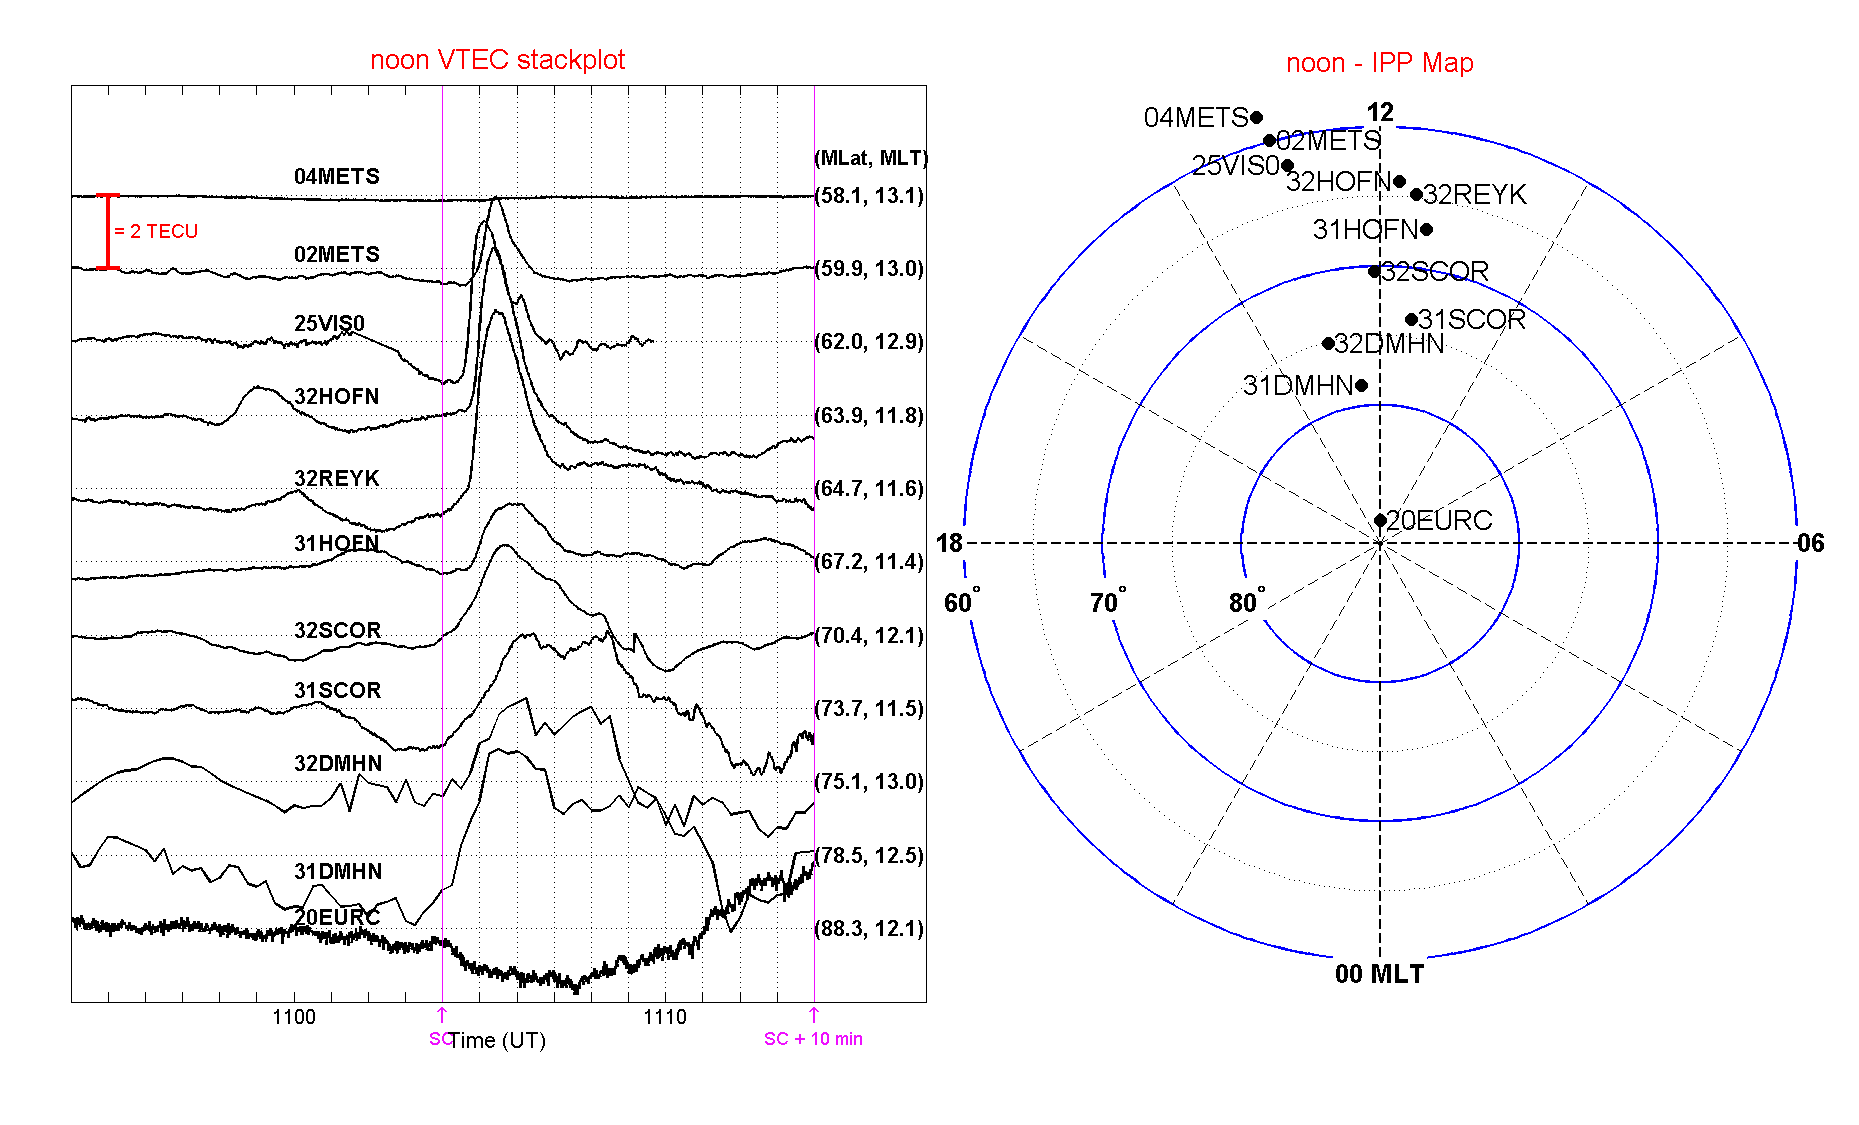 noon VTEC stackplot
(MLat, MLT)
04METS
(58.1, 13.1)
= 2 TECU
02METS
(59.9, 13.0)
25VIS0
(62.0, 12.9)
32HOFN
(63.9, 11.8)
32REYK
(64.7, 11.6)
31HOFN
(67.2, 11.4)
32SCOR
(70.4, 12.1)
31SCOR
(73.7, 11.5)
32DMHN
(75.1, 13.0)
31DMHN
(78.5, 12.5)
20EURC
(88.3, 12.1)
1100
1110
↑
↑
SC
Time (UT)
SC + 10 min
noon - IPP Map
12
04METS
02METS
25VIS0
32HOFN
32REYK
31HOFN
32SCOR
31SCOR
32DMHN
31DMHN
20EURC
18
06
60°
70°
80°
00 MLT